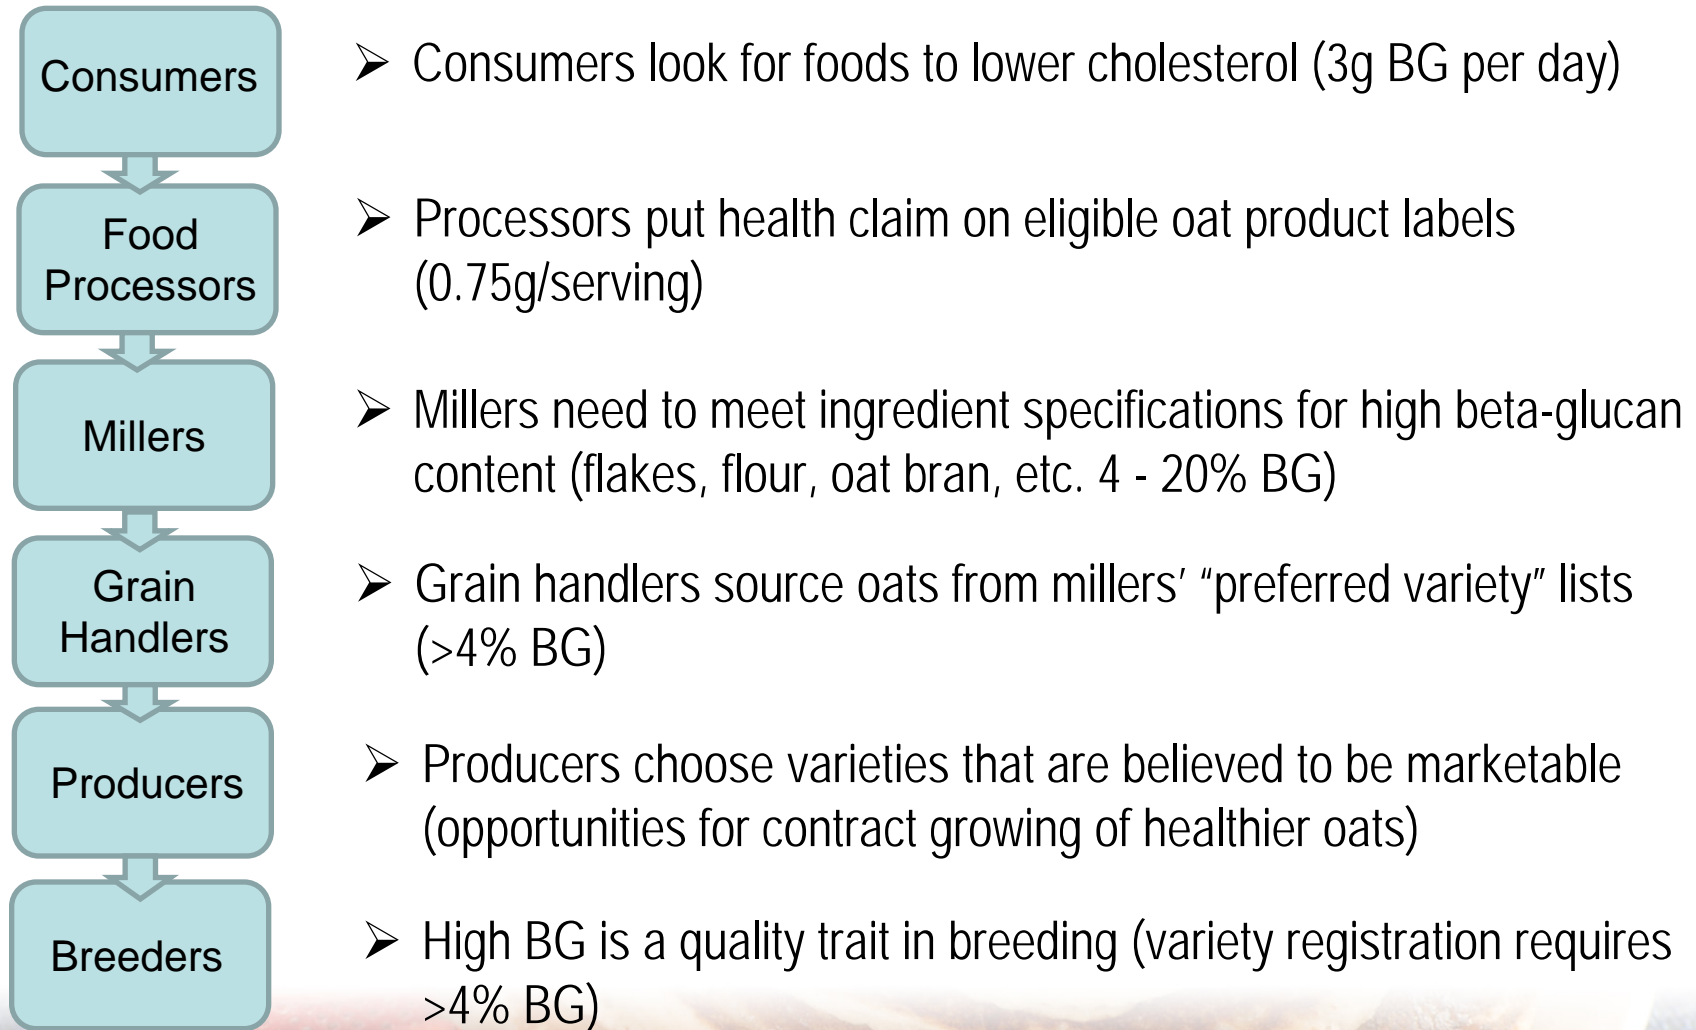 Consumers
➢ Consumers look for foods to lower cholesterol (3g BG per day)
Food
Processors
➢ Processors put health claim on eligible oat product labels
(0.75g/serving)
Millers
➢ Millers need to meet ingredient specifications for high beta-glucan
content (flakes, flour, oat bran, etc. 4 - 20% BG)
Grain
Handlers
➢ Grain handlers source oats from millers’ “preferred variety” lists
(>4% BG)
Producers
➢ Producers choose varieties that are believed to be marketable
(opportunities for contract growing of healthier oats)
Breeders
➢ High BG is a quality trait in breeding (variety registration requires
>4% BG)